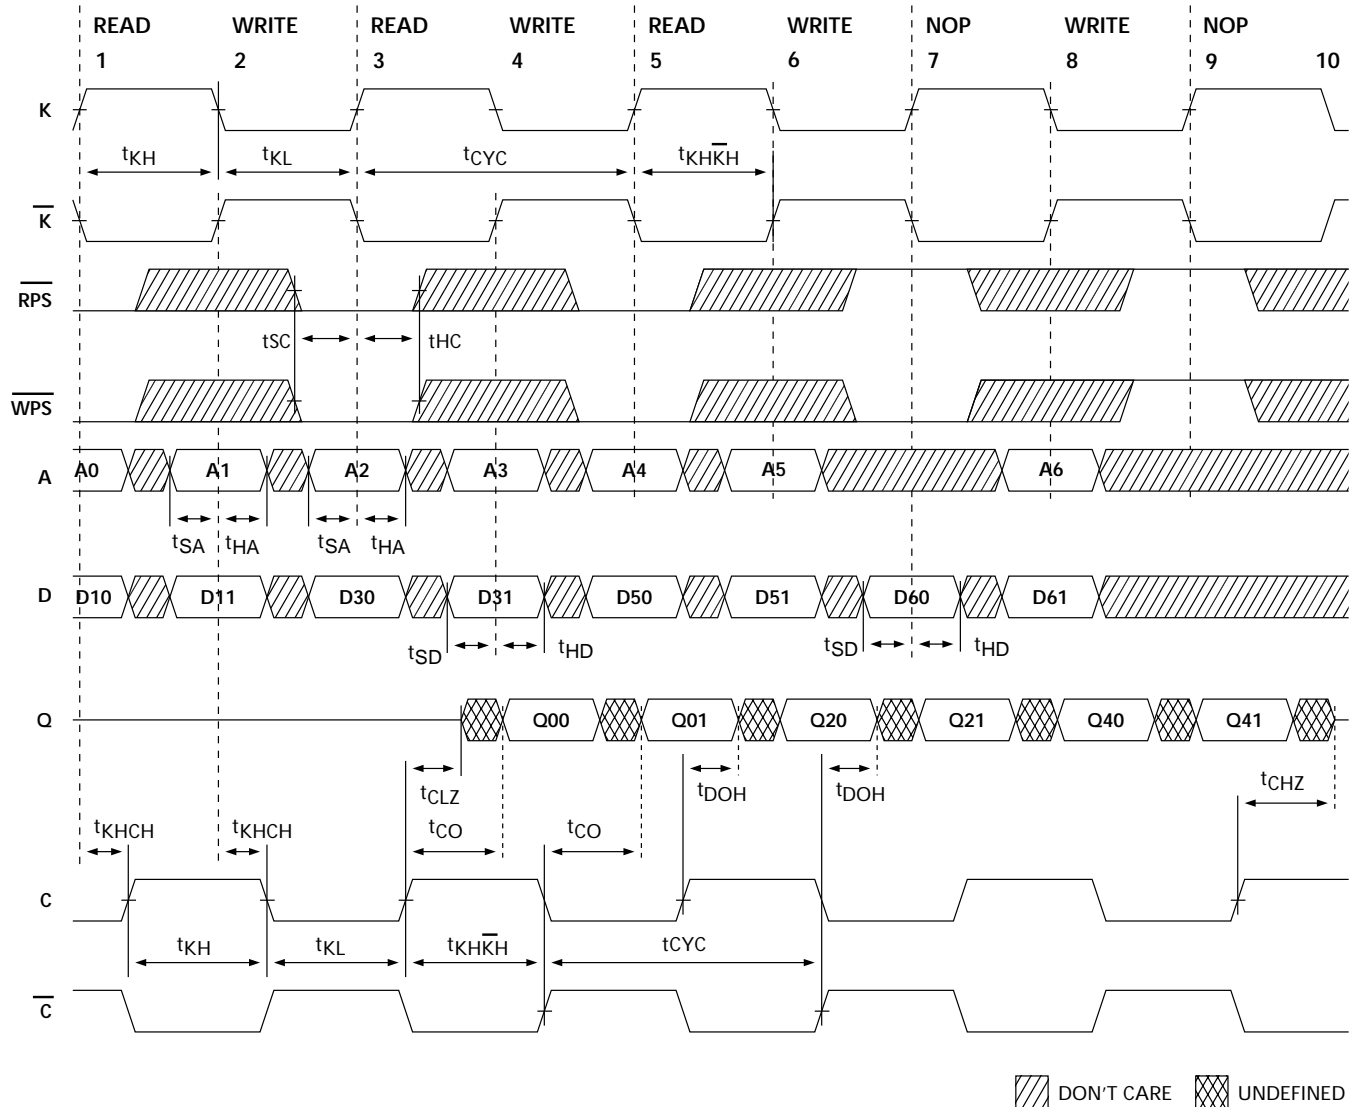 READ WRITE READ WRITE READ WRITE NOP WRITE NOP
1 2 3 4 5 6 7 8 9 10
K
tKH tKL tCYC tKHK̅H
K̅
R̅P̅S̅
tSC tHC
W̅P̅S̅
A A0 A1 A2 A3 A4 A5 A6
tSA tHA tSA tHA
D D10 D11 D30 D31 D50 D51 D60 D61
tSD tHD tSD tHD
Q Q00 Q01 Q20 Q21 Q40 Q41
tCLZ tDOH tDOH tCHZ
tKHCH tKHCH tCO tCO
C
tKH tKL tKHK̅H tCYC
C̅
DON'T CARE UNDEFINED